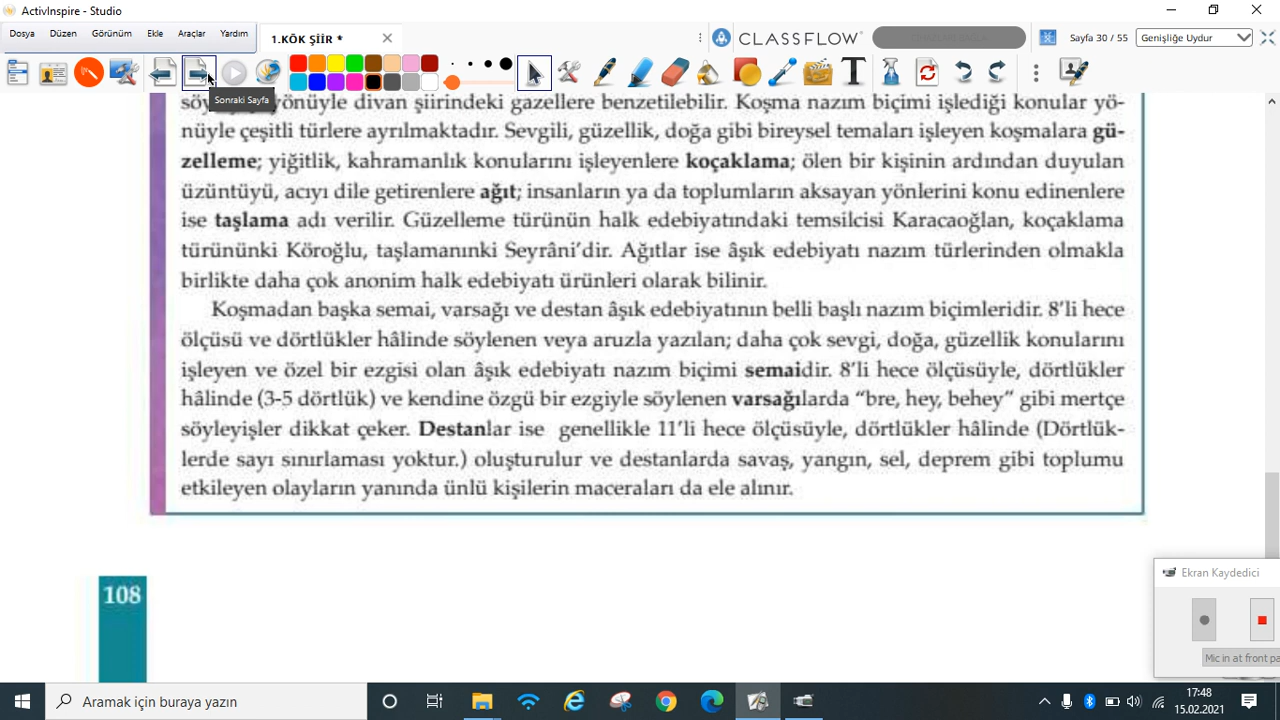 ActivInspire - Studio
Dosya Düzen Görünüm Ekle Araçlar Yardım
1.KÖK ŞİİR *
CLASSFLOW
Sayfa 30 / 55
Genişliğe Uydur
Sonraki Sayfa
yönüyle divan şiirindeki gazellere benzetilebilir. Koşma nazım biçimi işlediği konular yö-
nüyle çeşitli türlere ayrılmaktadır. Sevgili, güzellik, doğa gibi bireysel temaları işleyen koşmalara gü-
zelleme; yiğitlik, kahramanlık konularını işleyenlere koçaklama; ölen bir kişinin ardından duyulan
üzüntüyü, acıyı dile getirenlere ağıt; insanların ya da toplumların aksayan yönlerini konu edinenlere
ise taşlama adı verilir. Güzelleme türünün halk edebiyatındaki temsilcisi Karacaoğlan, koçaklama
türününki Köroğlu, taşlamanınki Seyrânî’dir. Ağıtlar ise âşık edebiyatı nazım türlerinden olmakla
birlikte daha çok anonim halk edebiyatı ürünleri olarak bilinir.
Koşmadan başka semai, varsağı ve destan âşık edebiyatının belli başlı nazım biçimleridir. 8’li hece
ölçüsü ve dörtlükler hâlinde söylenen veya aruzla yazılan; daha çok sevgi, doğa, güzellik konularını
işleyen ve özel bir ezgisi olan âşık edebiyatı nazım biçimi semaidir. 8’li hece ölçüsüyle, dörtlükler
hâlinde (3-5 dörtlük) ve kendine özgü bir ezgiyle söylenen varsağılarda “bre, hey, behey” gibi mertçe
söyleyişler dikkat çeker. Destanlar ise genellikle 11’li hece ölçüsüyle, dörtlükler hâlinde (Dörtlük-
lerde sayı sınırlaması yoktur.) oluşturulur ve destanlarda savaş, yangın, sel, deprem gibi toplumu
etkileyen olayların yanında ünlü kişilerin maceraları da ele alınır.
108
Ekran Kaydedici
Mic in at front pa
Aramak için buraya yazın
17:48
15.02.2021